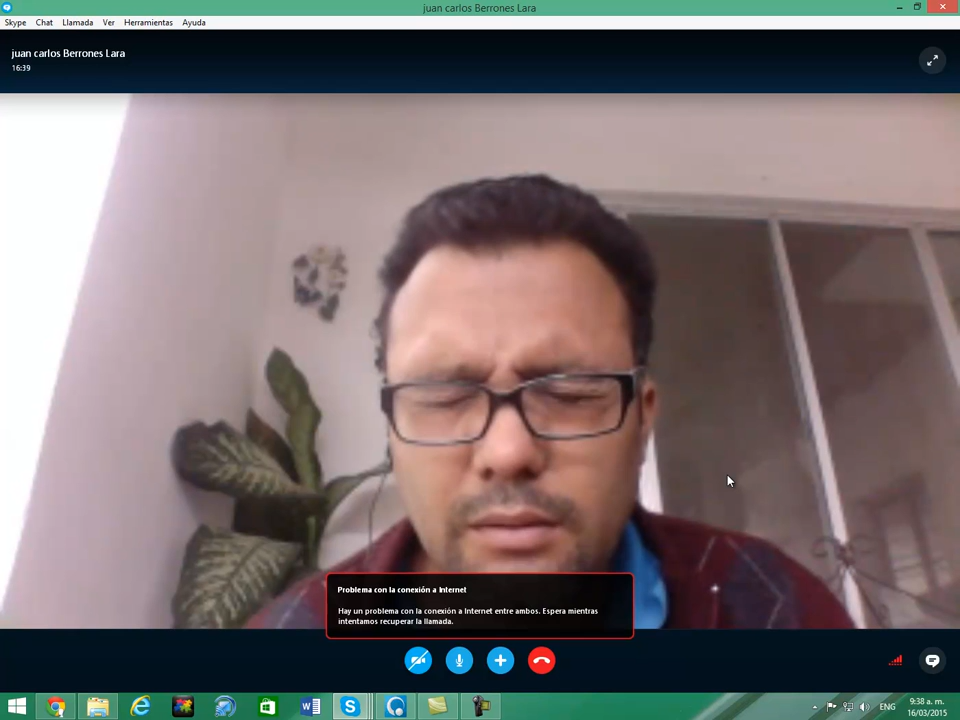 juan carlos Berrones Lara
Skype Chat Llamada Ver Herramientas Ayuda
juan carlos Berrones Lara
16:39
Problema con la conexión a Internet
Hay un problema con la conexión a Internet entre ambos. Espera mientras
intentamos recuperar la llamada.
ENG
9:38 a. m.
16/03/2015